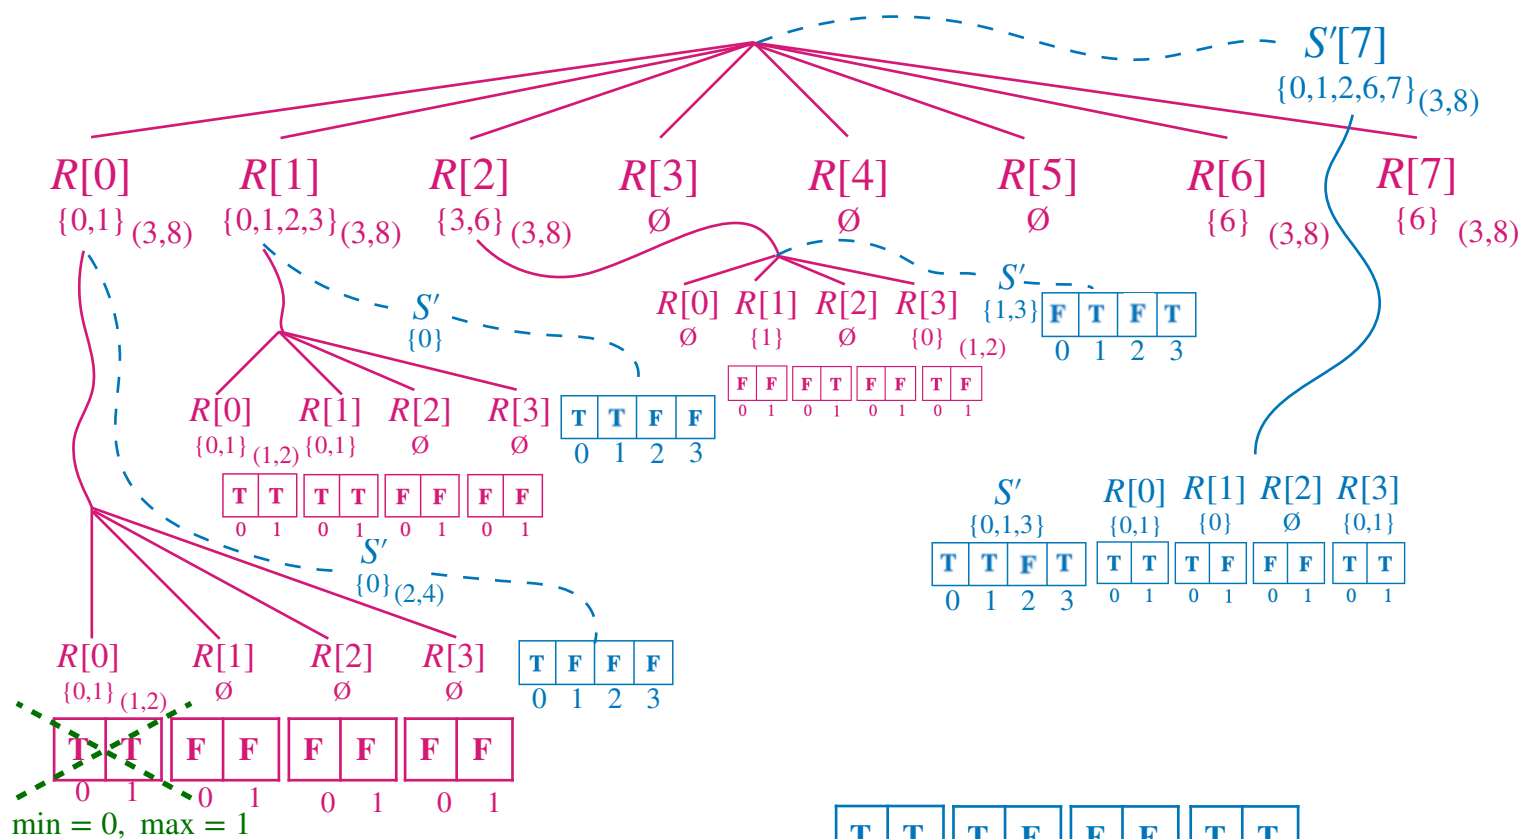 S′[7]
{0,1,2,6,7}(3,8)
R[0] R[1] R[2] R[3] R[4] R[5] R[6] R[7]
{0,1}(3,8) {0,1,2,3}(3,8) {3,6}(3,8) Ø Ø Ø {6} (3,8) {6} (3,8)
S′
{1,3}
F T F T
0 1 2 3
R[0] R[1] R[2] R[3]
Ø {1} Ø {0} (1,2)
F F F T F F T F
0 1 0 1 0 1 0 1
S′
{0}
T T F F
0 1 2 3
R[0] R[1] R[2] R[3]
{0,1}(1,2) {0,1} Ø Ø
T T T T F F F F
0 1 0 1 0 1 0 1
S′ R[0] R[1] R[2] R[3]
{0,1,3} {0,1} {0} Ø {0,1}
T T F T T T T F F F T T
0 1 2 3 0 1 0 1 0 1 0 1
S′
{0}(2,4)
T F F F
0 1 2 3
R[0] R[1] R[2] R[3]
{0,1}(1,2) Ø Ø Ø
T T F F F F F F
0 1 0 1 0 1 0 1
min = 0, max = 1
T T T F F F T T